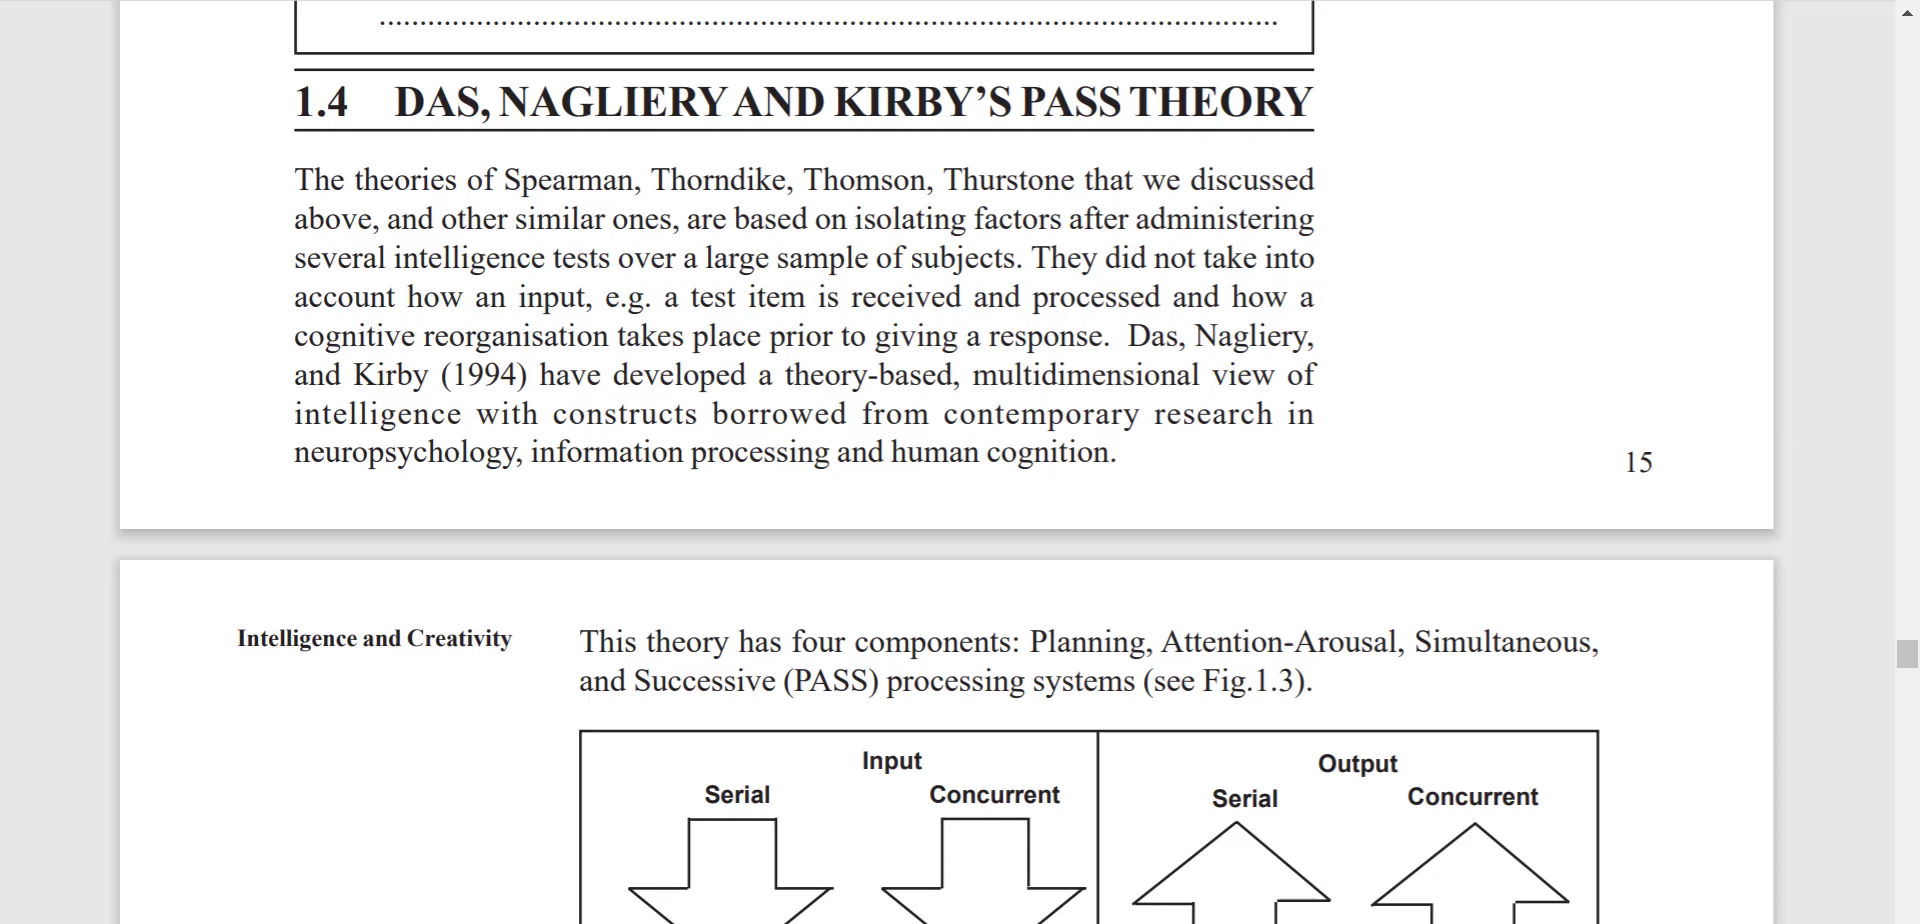 ..............................................................................................................
1.4 DAS, NAGLIERY AND KIRBY’S PASS THEORY
The theories of Spearman, Thorndike, Thomson, Thurstone that we discussed
above, and other similar ones, are based on isolating factors after administering
several intelligence tests over a large sample of subjects. They did not take into
account how an input, e.g. a test item is received and processed and how a
cognitive reorganisation takes place prior to giving a response. Das, Nagliery,
and Kirby (1994) have developed a theory-based, multidimensional view of
intelligence with constructs borrowed from contemporary research in
neuropsychology, information processing and human cognition.
15
Intelligence and Creativity
This theory has four components: Planning, Attention-Arousal, Simultaneous,
and Successive (PASS) processing systems (see Fig.1.3).
Input
Serial Concurrent
Output
Serial Concurrent